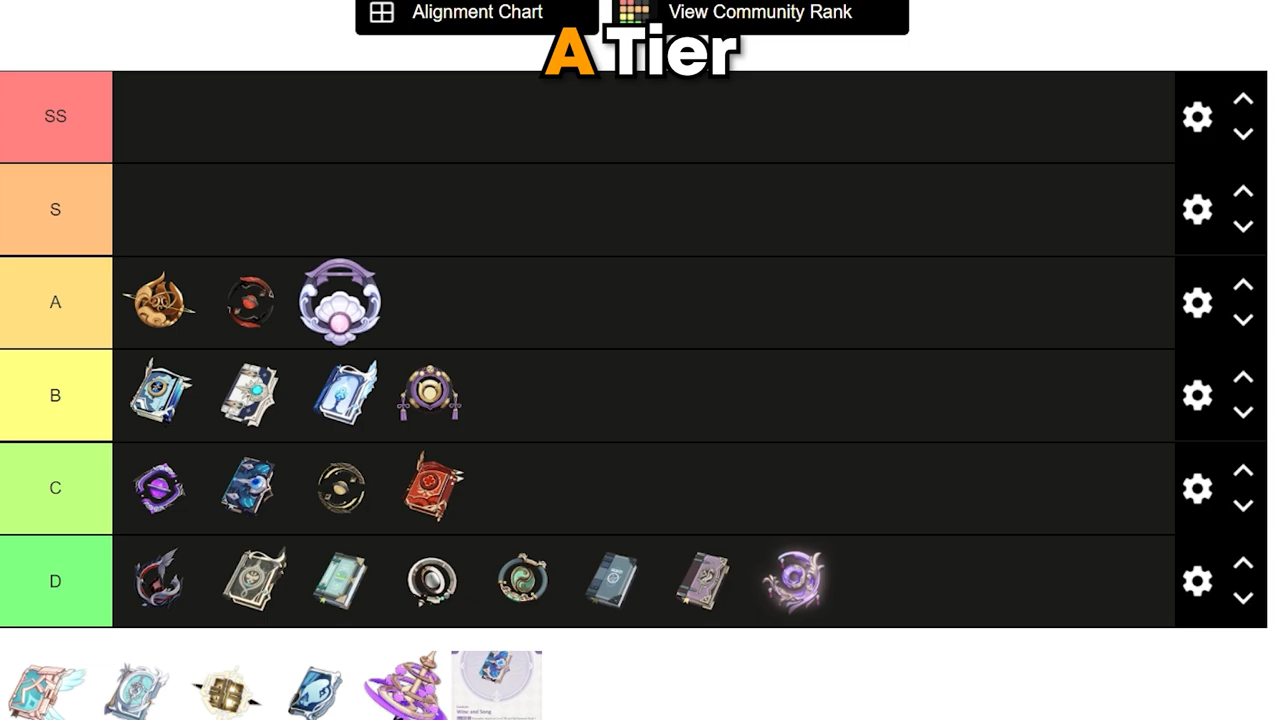 Alignment Chart
View Community Rank
A Tier
SS
S
A
B
C
D
Wine and Song